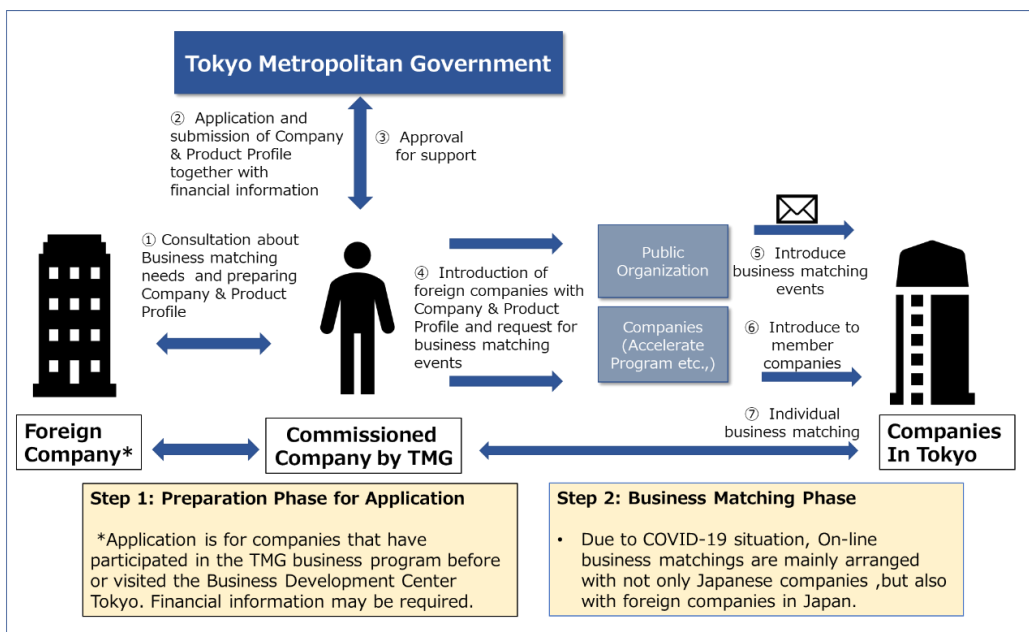 Tokyo Metropolitan Government
② Application and
submission of Company
& Product Profile
together with
financial information
③ Approval
for support
① Consultation about
Business matching
needs and preparing
Company & Product
Profile
④ Introduction of
foreign companies with
Company & Product
Profile and request for
business matching
events
Public
Organization
Companies
(Accelerate
Program etc.,)
⑤ Introduce
business matching
events
⑥ Introduce to
member
companies
⑦ Individual
business matching
Foreign
Company*
Commissioned
Company by TMG
Companies
In Tokyo
Step 1: Preparation Phase for Application
*Application is for companies that have
participated in the TMG business program before
or visited the Business Development Center
Tokyo. Financial information may be required.
Step 2: Business Matching Phase
• Due to COVID-19 situation, On-line
business matchings are mainly arranged
with not only Japanese companies ,but also
with foreign companies in Japan.